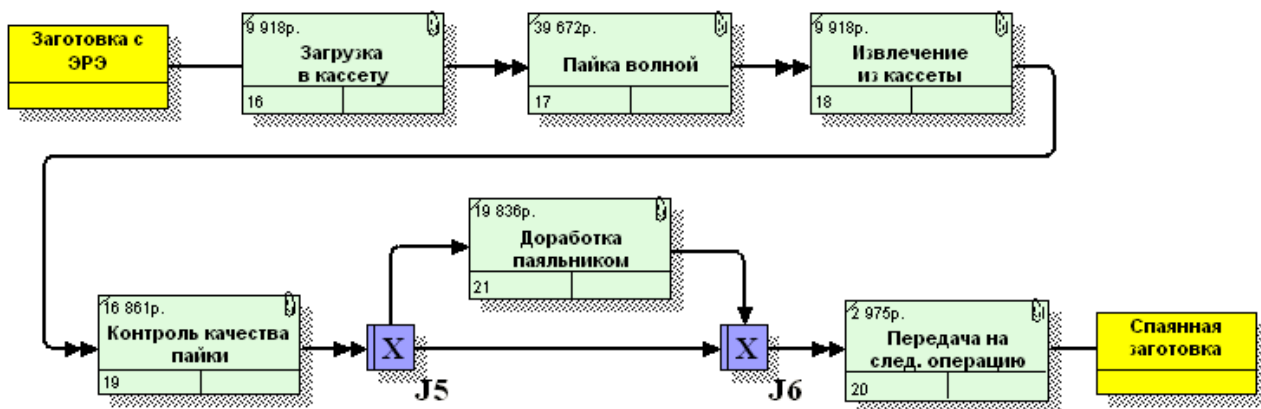 Заготовка с
ЭРЭ
9 918р.
Загрузка
в кассету
16
39 672р.
Пайка волной
17
9 918р.
Извлечение
из кассеты
18
19 836р.
Доработка
паяльником
21
16 861р.
Контроль качества
пайки
19
X
J5
X
J6
2 975р.
Передача на
след. операцию
20
Спаянная
заготовка